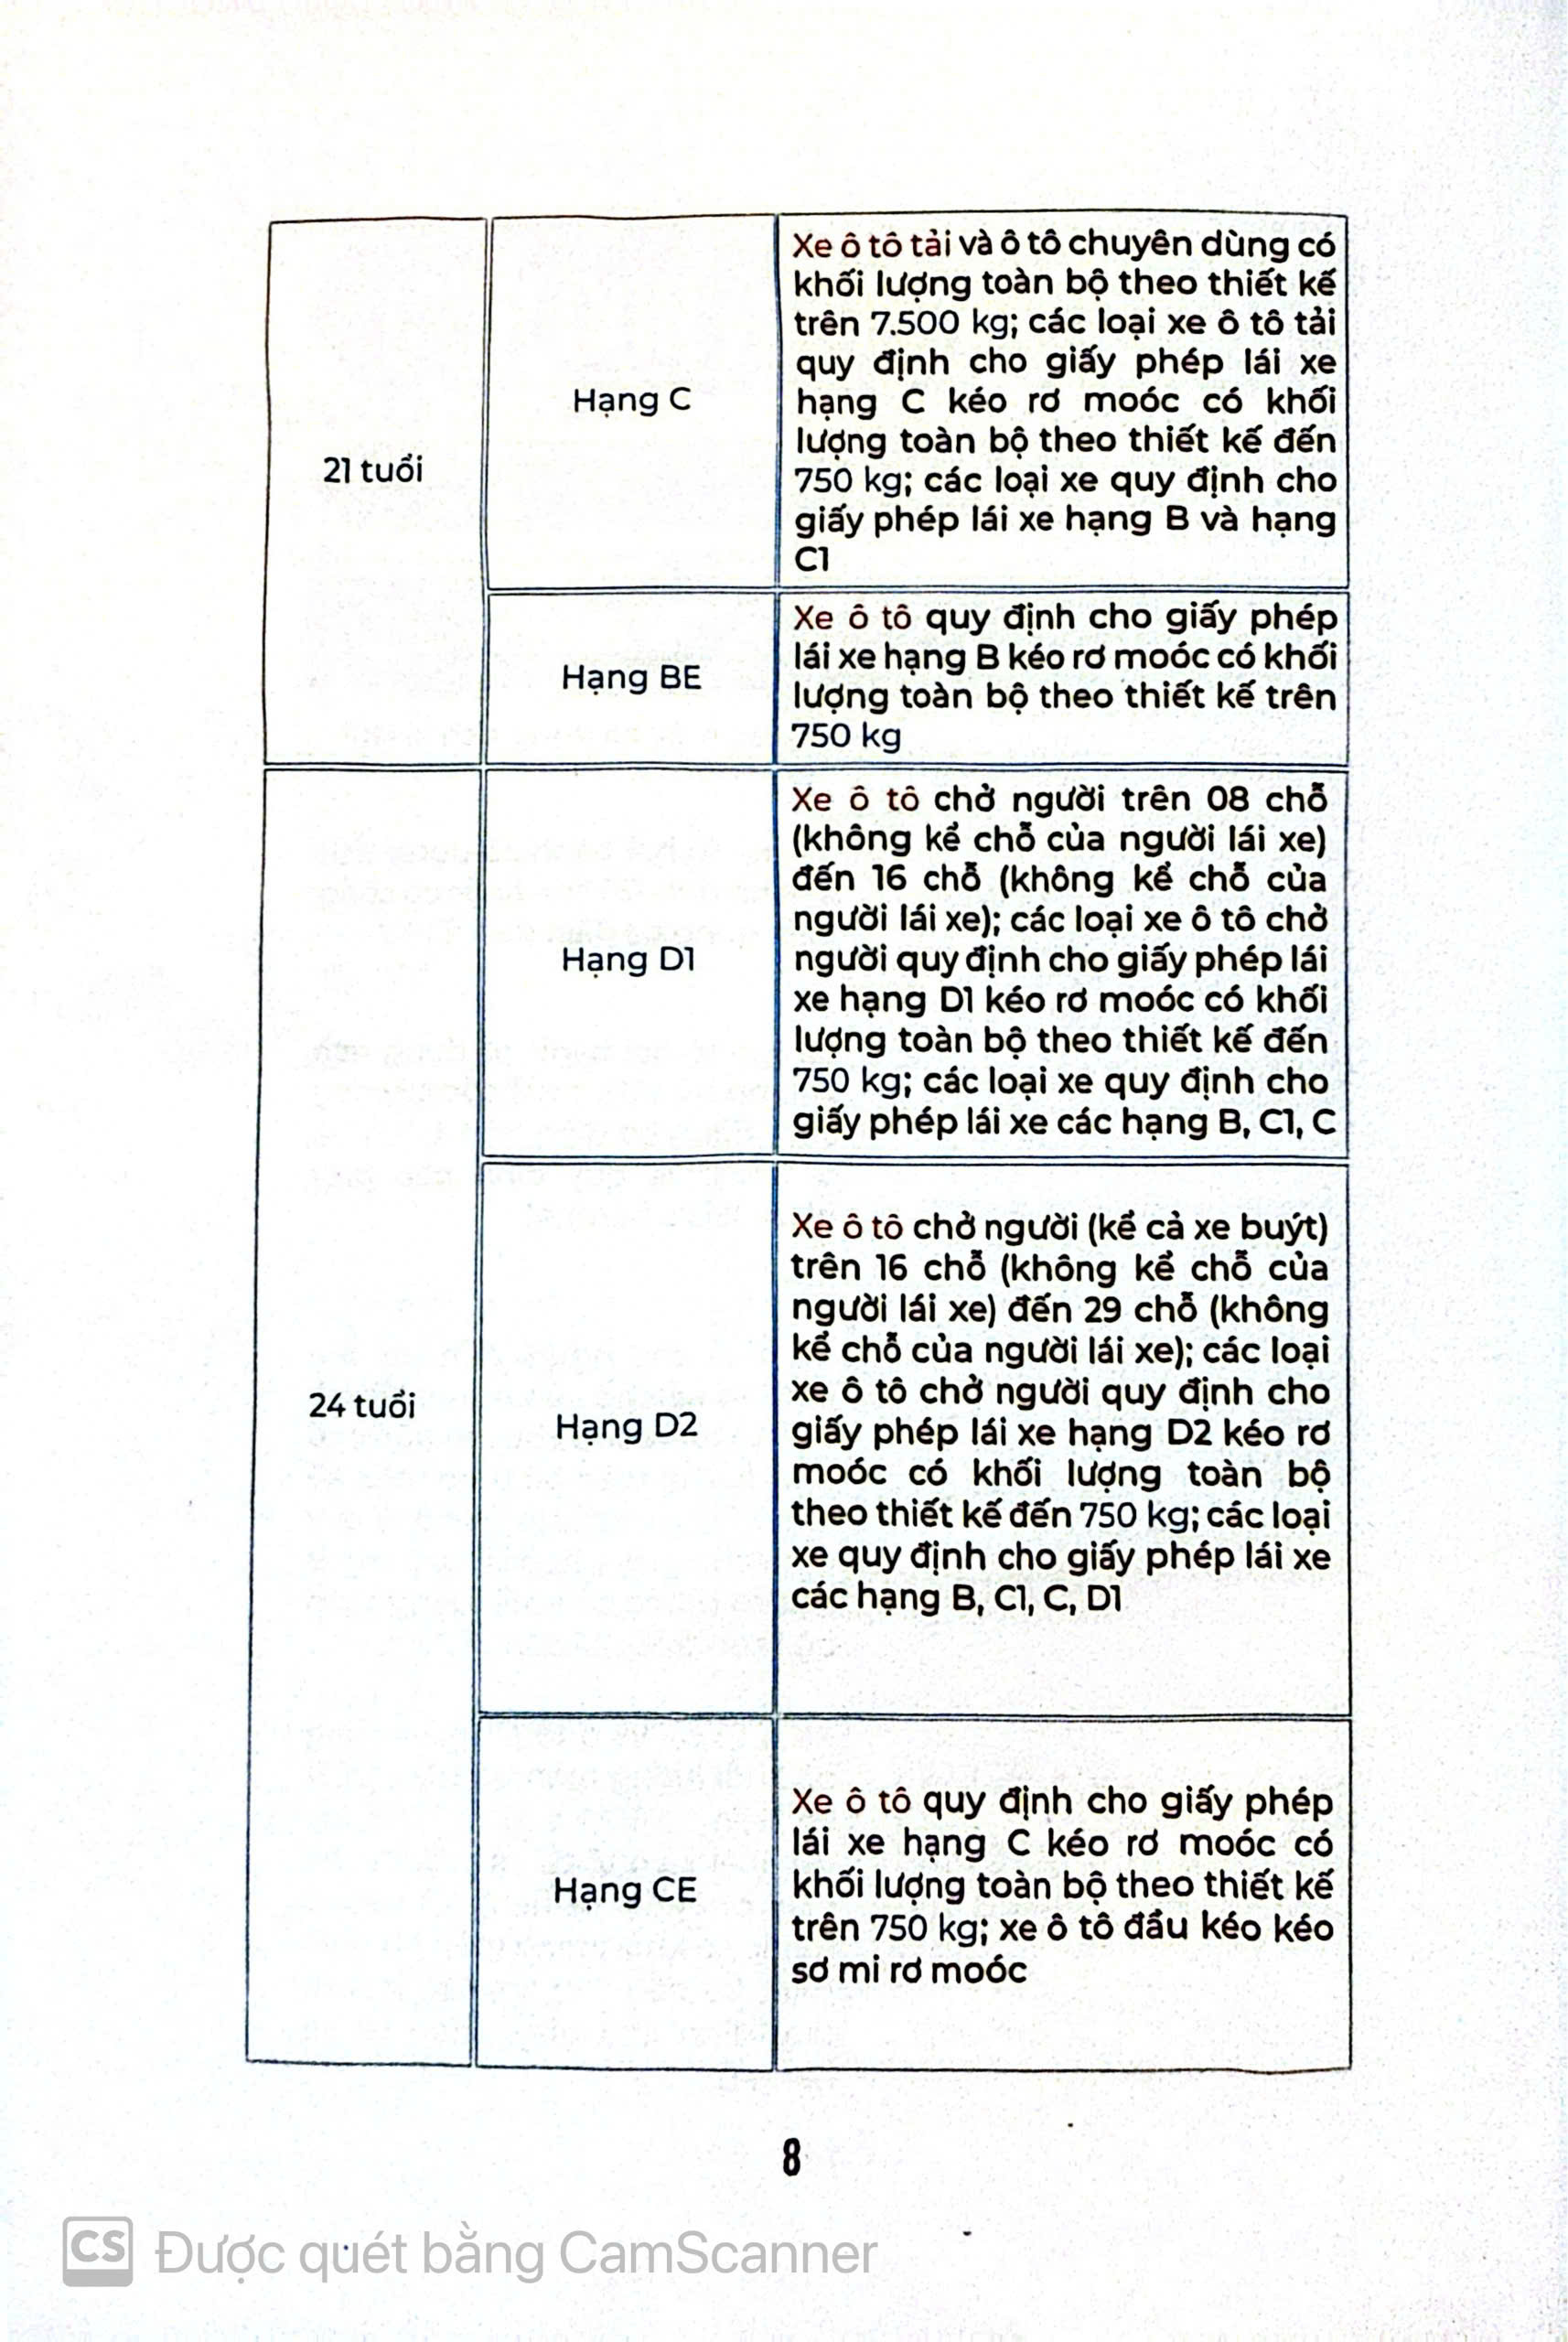 21 tuổi
Hạng C
Xe ô tô tải và ô tô chuyên dùng có
khối lượng toàn bộ theo thiết kế
trên 7.500 kg; các loại xe ô tô tải
quy định cho giấy phép lái xe
hạng C kéo rơ moóc có khối
lượng toàn bộ theo thiết kế đến
750 kg; các loại xe quy định cho
giấy phép lái xe hạng B và hạng
C1
Hạng BE
Xe ô tô quy định cho giấy phép
lái xe hạng B kéo rơ moóc có khối
lượng toàn bộ theo thiết kế trên
750 kg
24 tuổi
Hạng D1
Xe ô tô chở người trên 08 chỗ
(không kể chỗ của người lái xe)
đến 16 chỗ (không kể chỗ của
người lái xe); các loại xe ô tô chở
người quy định cho giấy phép lái
xe hạng D1 kéo rơ moóc có khối
lượng toàn bộ theo thiết kế đến
750 kg; các loại xe quy định cho
giấy phép lái xe các hạng B, C1, C
Hạng D2
Xe ô tô chở người (kể cả xe buýt)
trên 16 chỗ (không kể chỗ của
người lái xe) đến 29 chỗ (không
kể chỗ của người lái xe); các loại
xe ô tô chở người quy định cho
giấy phép lái xe hạng D2 kéo rơ
moóc có khối lượng toàn bộ
theo thiết kế đến 750 kg; các loại
xe quy định cho giấy phép lái xe
các hạng B, C1, C, D1
Hạng CE
Xe ô tô quy định cho giấy phép
lái xe hạng C kéo rơ moóc có
khối lượng toàn bộ theo thiết kế
trên 750 kg; xe ô tô đầu kéo kéo
sơ mi rơ moóc
8
CS Được quét bằng CamScanner